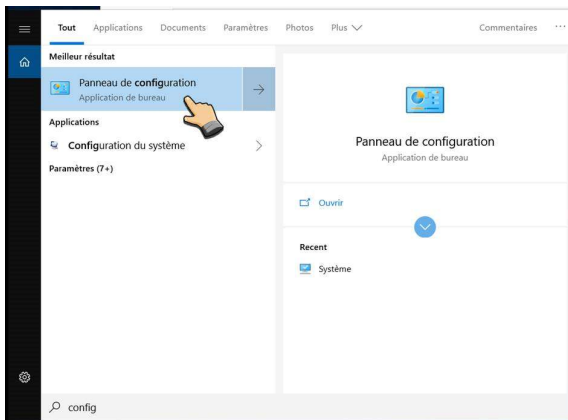 Tout Applications Documents Paramètres Photos Plus Commentaires ...
Meilleur résultat
Panneau de configuration
Application de bureau
Applications
Configuration du système
Paramètres (7+)
Panneau de configuration
Application de bureau
Ouvrir
Recent
Système
config